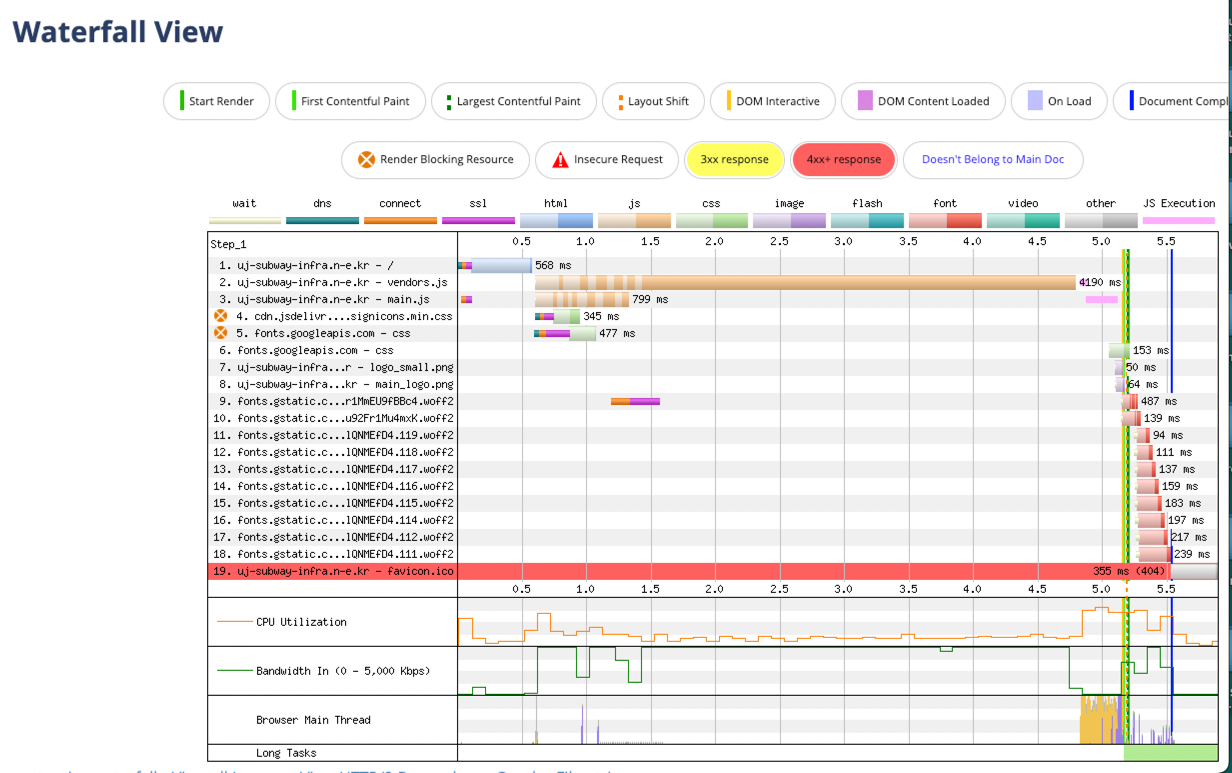 Waterfall View
Start Render First Contentful Paint Largest Contentful Paint Layout Shift DOM Interactive DOM Content Loaded On Load Document Compl
Render Blocking Resource Insecure Request 3xx response 4xx+ response Doesn't Belong to Main Doc
wait dns connect ssl html js css image flash font video other JS Execution
Step_1 0.5 1.0 1.5 2.0 2.5 3.0 3.5 4.0 4.5 5.0 5.5
1. uj-subway-infra.n-e.kr - / 568 ms
2. uj-subway-infra.n-e.kr - vendors.js 4190 ms
3. uj-subway-infra.n-e.kr - main.js 799 ms
4. cdn.jsdelivr....signicons.min.css 345 ms
5. fonts.googleapis.com - css 477 ms
6. fonts.googleapis.com - css 153 ms
7. uj-subway-infra...r - logo_small.png 50 ms
8. uj-subway-infra...kr - main_logo.png 64 ms
9. fonts.gstatic.c...r1MmEU9fBBc4.woff2 487 ms
10. fonts.gstatic.c...u92Fr1Mu4mxK.woff2 139 ms
11. fonts.gstatic.c...lQNMEfD4.119.woff2 94 ms
12. fonts.gstatic.c...lQNMEfD4.118.woff2 111 ms
13. fonts.gstatic.c...lQNMEfD4.117.woff2 137 ms
14. fonts.gstatic.c...lQNMEfD4.116.woff2 159 ms
15. fonts.gstatic.c...lQNMEfD4.115.woff2 183 ms
16. fonts.gstatic.c...lQNMEfD4.114.woff2 197 ms
17. fonts.gstatic.c...lQNMEfD4.112.woff2 217 ms
18. fonts.gstatic.c...lQNMEfD4.111.woff2 239 ms
19. uj-subway-infra.n-e.kr - favicon.ico 355 ms (404)
0.5 1.0 1.5 2.0 2.5 3.0 3.5 4.0 4.5 5.0 5.5
CPU Utilization
Bandwidth In (0 - 5,000 Kbps)
Browser Main Thread
Long Tasks